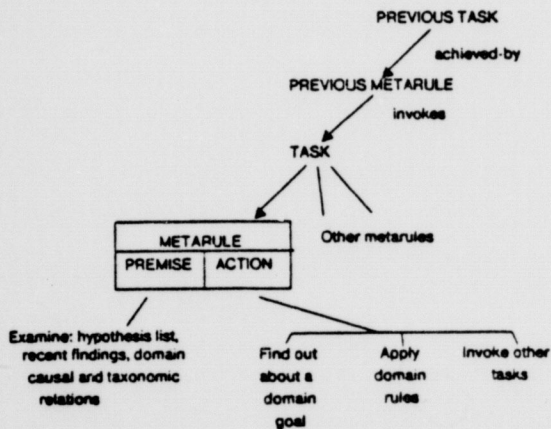 PREVIOUS TASK
achieved-by
PREVIOUS METARULE
invokes
TASK
Other metarules
METARULE
PREMISE
ACTION
Examine: hypothesis list,
recent findings, domain
causal and taxonomic
relations
Find out
about a
domain
goal
Apply
domain
rules
Invoke other
tasks